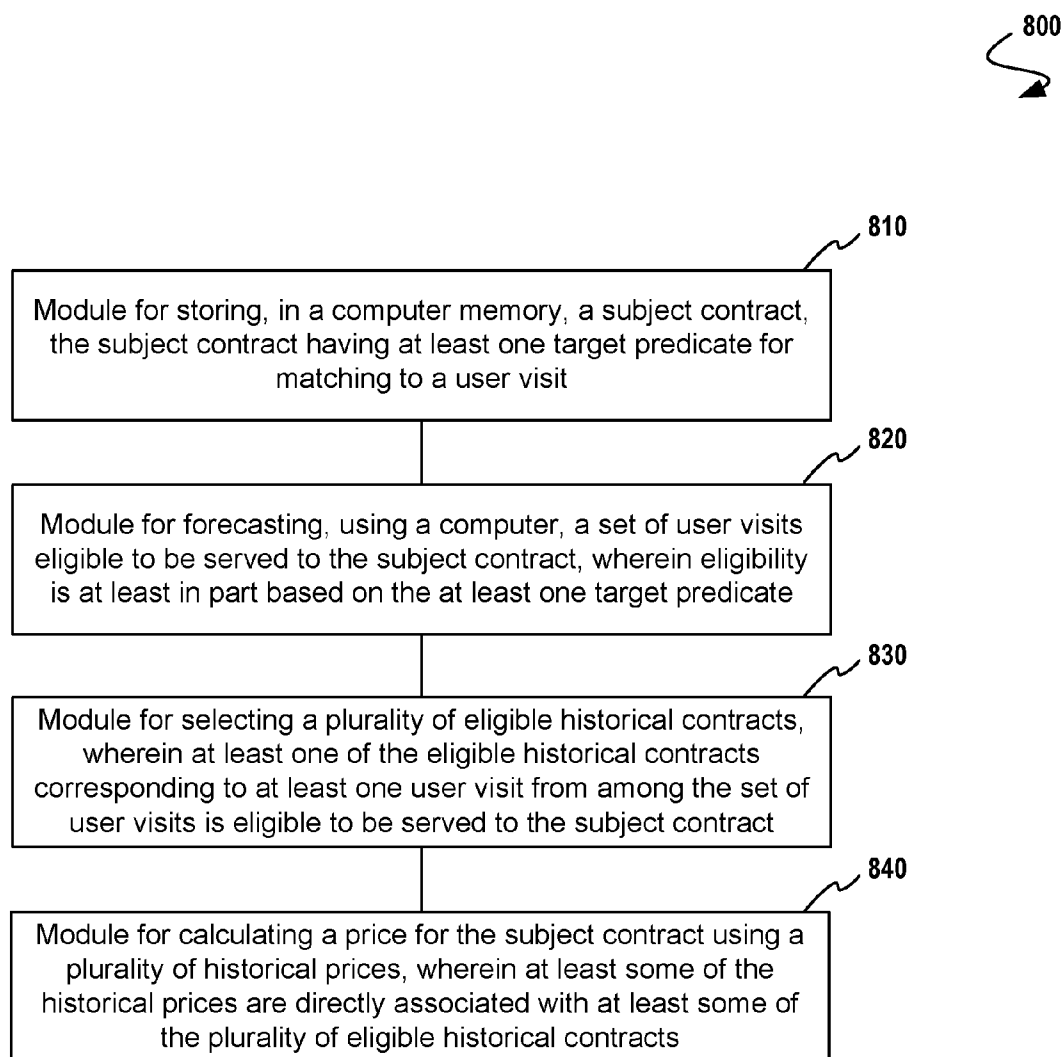 800
810
Module for storing, in a computer memory, a subject contract,
the subject contract having at least one target predicate for
matching to a user visit
820
Module for forecasting, using a computer, a set of user visits
eligible to be served to the subject contract, wherein eligibility
is at least in part based on the at least one target predicate
830
Module for selecting a plurality of eligible historical contracts,
wherein at least one of the eligible historical contracts
corresponding to at least one user visit from among the set of
user visits is eligible to be served to the subject contract
840
Module for calculating a price for the subject contract using a
plurality of historical prices, wherein at least some of the
historical prices are directly associated with at least some of
the plurality of eligible historical contracts